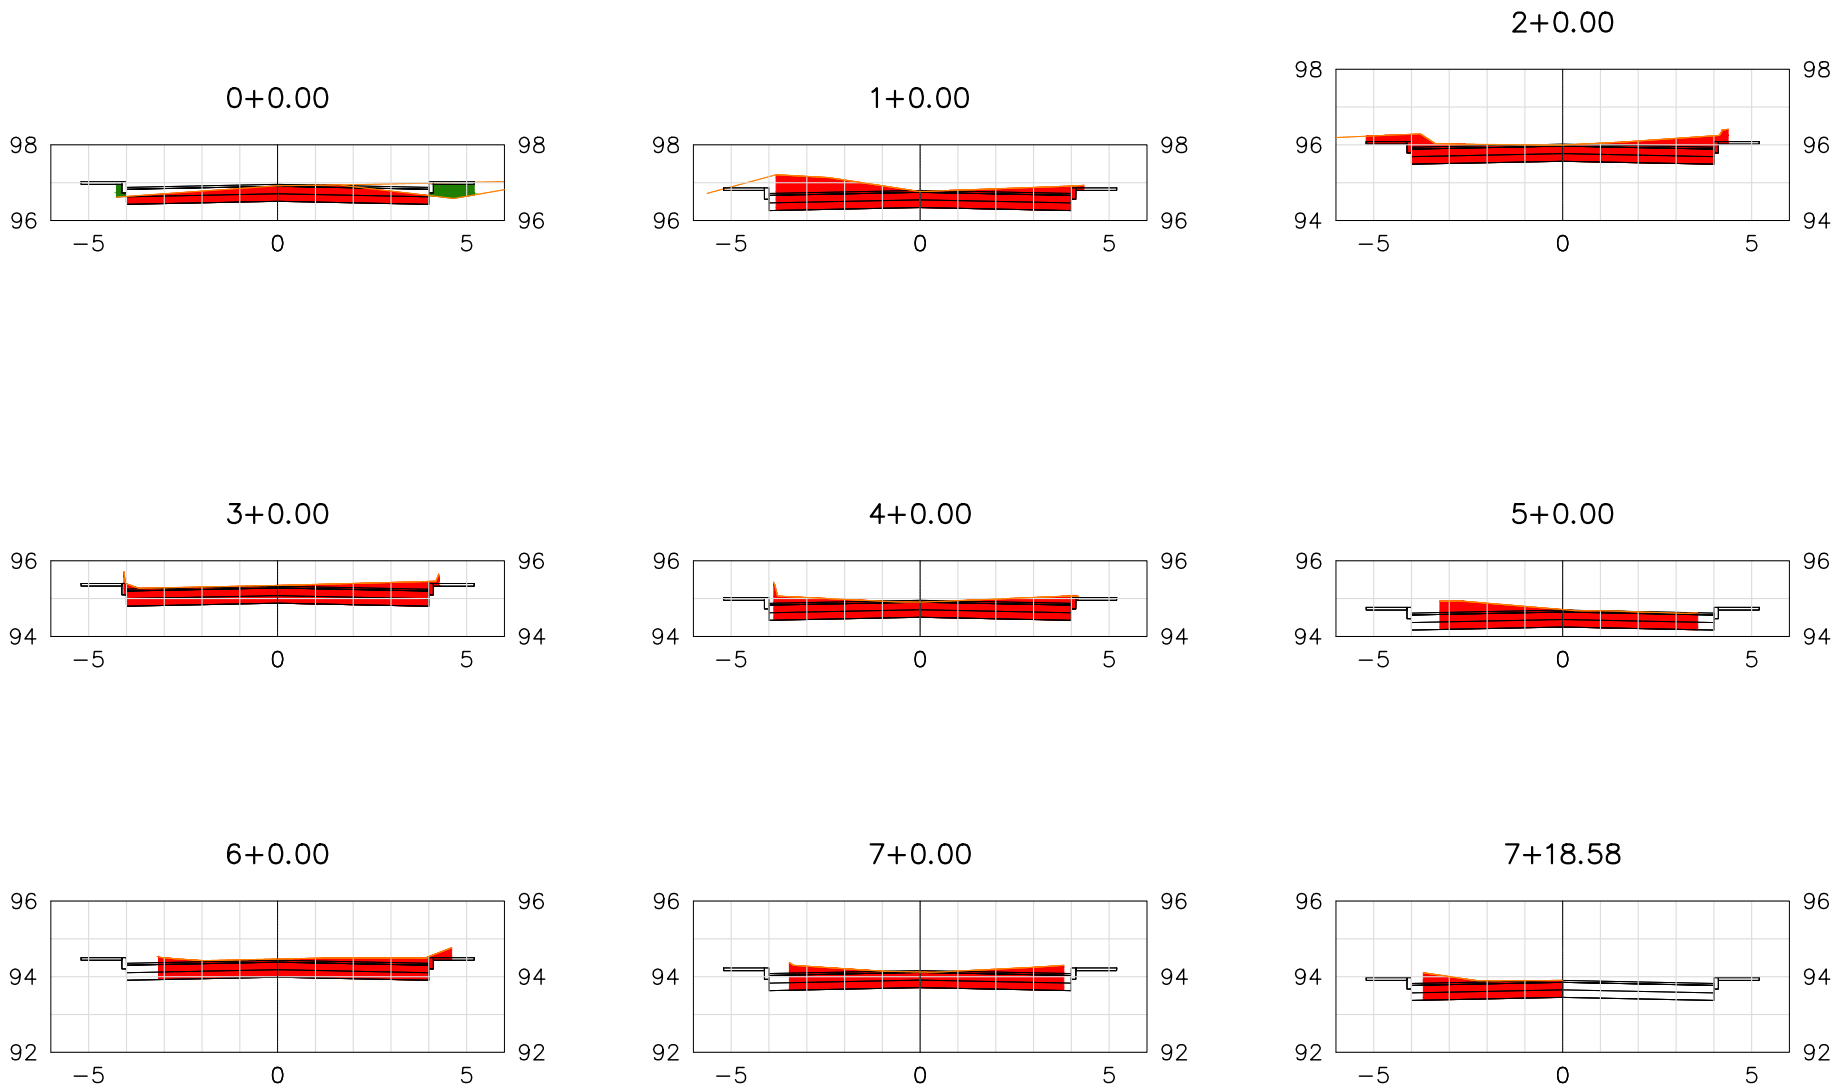 2+0.00
98 98
0+0.00 1+0.00
98 98 98 98 96 96
96 96 96 96 94 94
−5 0 5 −5 0 5 −5 0 5
3+0.00 4+0.00 5+0.00
96 96 96 96 96 96
94 94 94 94 94 94
−5 0 5 −5 0 5 −5 0 5
6+0.00 7+0.00 7+18.58
96 96 96 96 96 96
94 94 94 94 94 94
92 92 92 92 92 92
−5 0 5 −5 0 5 −5 0 5